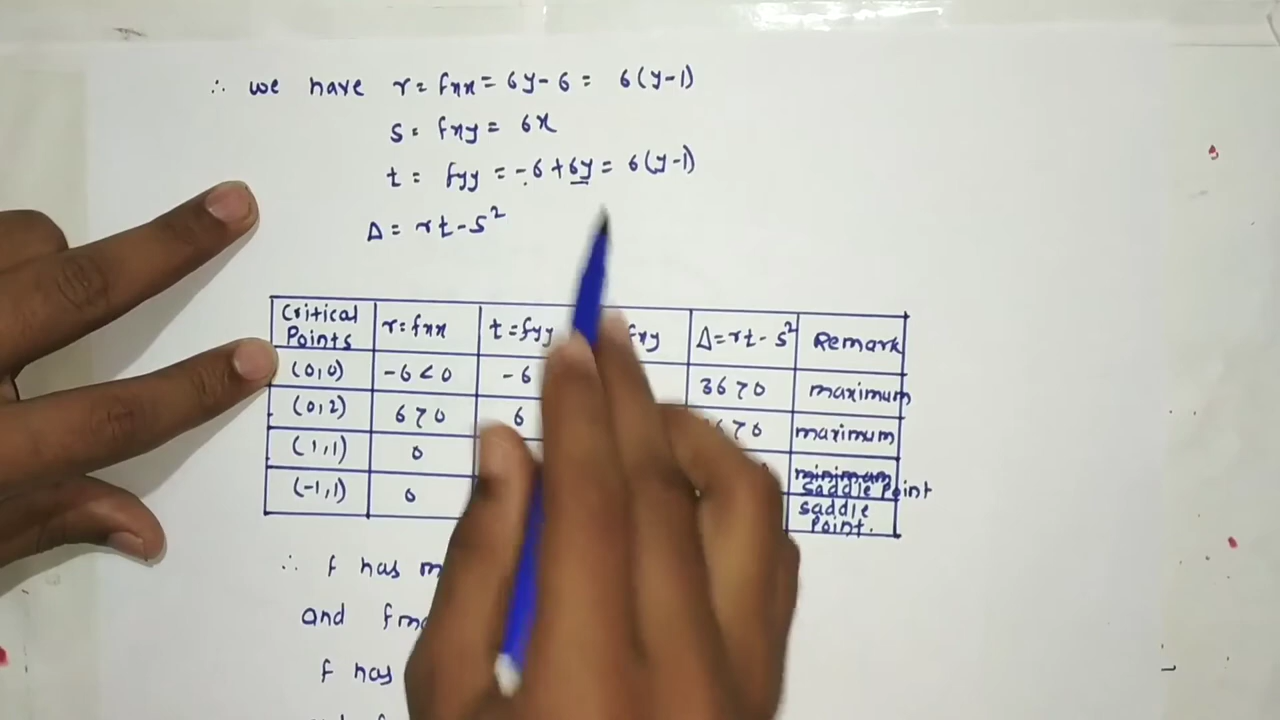 ∴ we have r = fxx = 6y - 6 = 6(y-1)
s = fxy = 6x
t = fyy = -6 + 6y = 6(y-1)
Δ = rt - s²
Critical Points r = fxx t = fyy fxy Δ = rt - s² Remark
(0,0) -6 < 0 -6 36 > 0 maximum
(0,2) 6 > 0 6 6 > 0 maximum
(1,1) 0 minimum saddle Point
(-1,1) 0 saddle Point.
∴ f has
and
f has